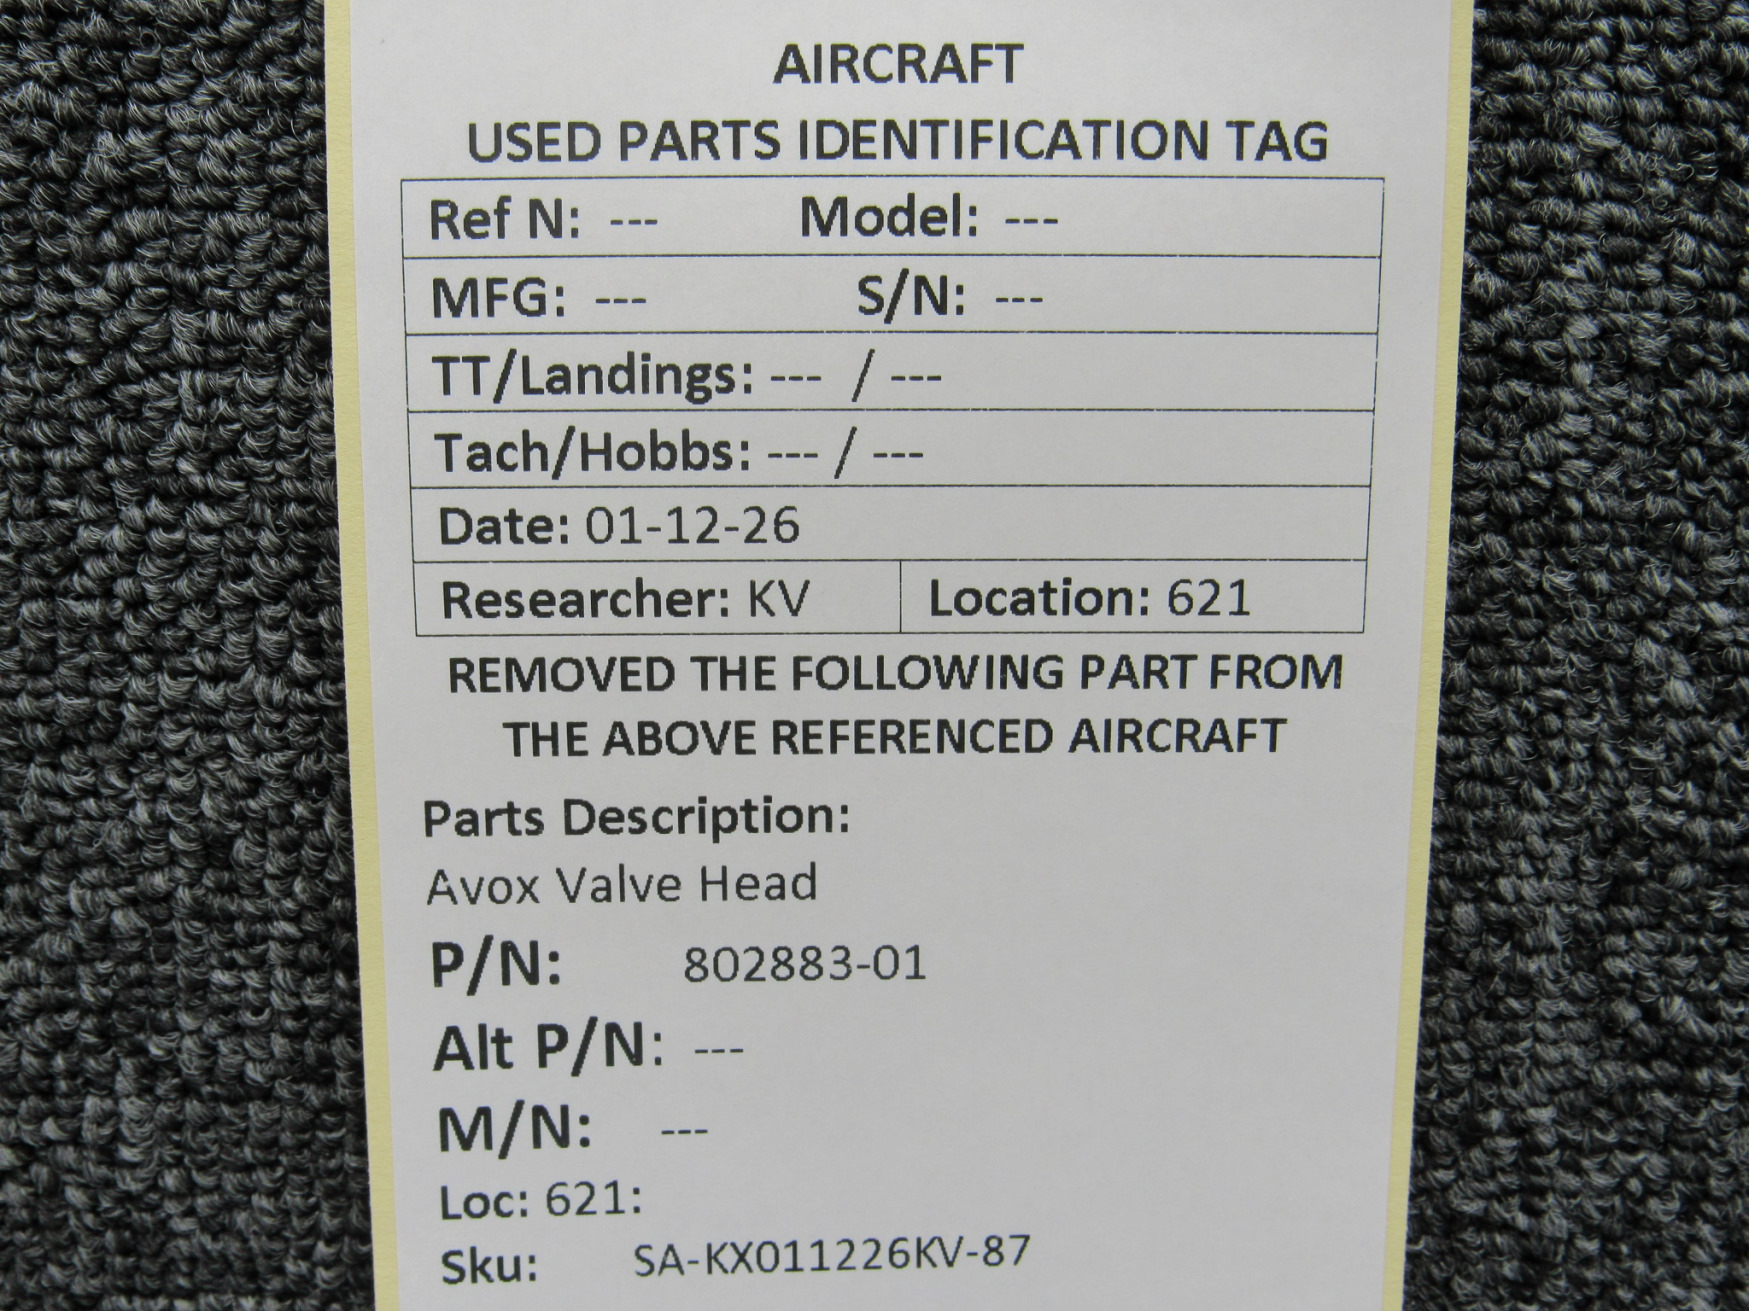 AIRCRAFT
USED PARTS IDENTIFICATION TAG
Ref N: --- Model: ---
MFG: --- S/N: ---
TT/Landings: --- / ---
Tach/Hobbs: --- / ---
Date: 01-12-26
Researcher: KV Location: 621
REMOVED THE FOLLOWING PART FROM
THE ABOVE REFERENCED AIRCRAFT
Parts Description:
Avox Valve Head
P/N: 802883-01
Alt P/N: ---
M/N: ---
Loc: 621:
Sku: SA-KX011226KV-87